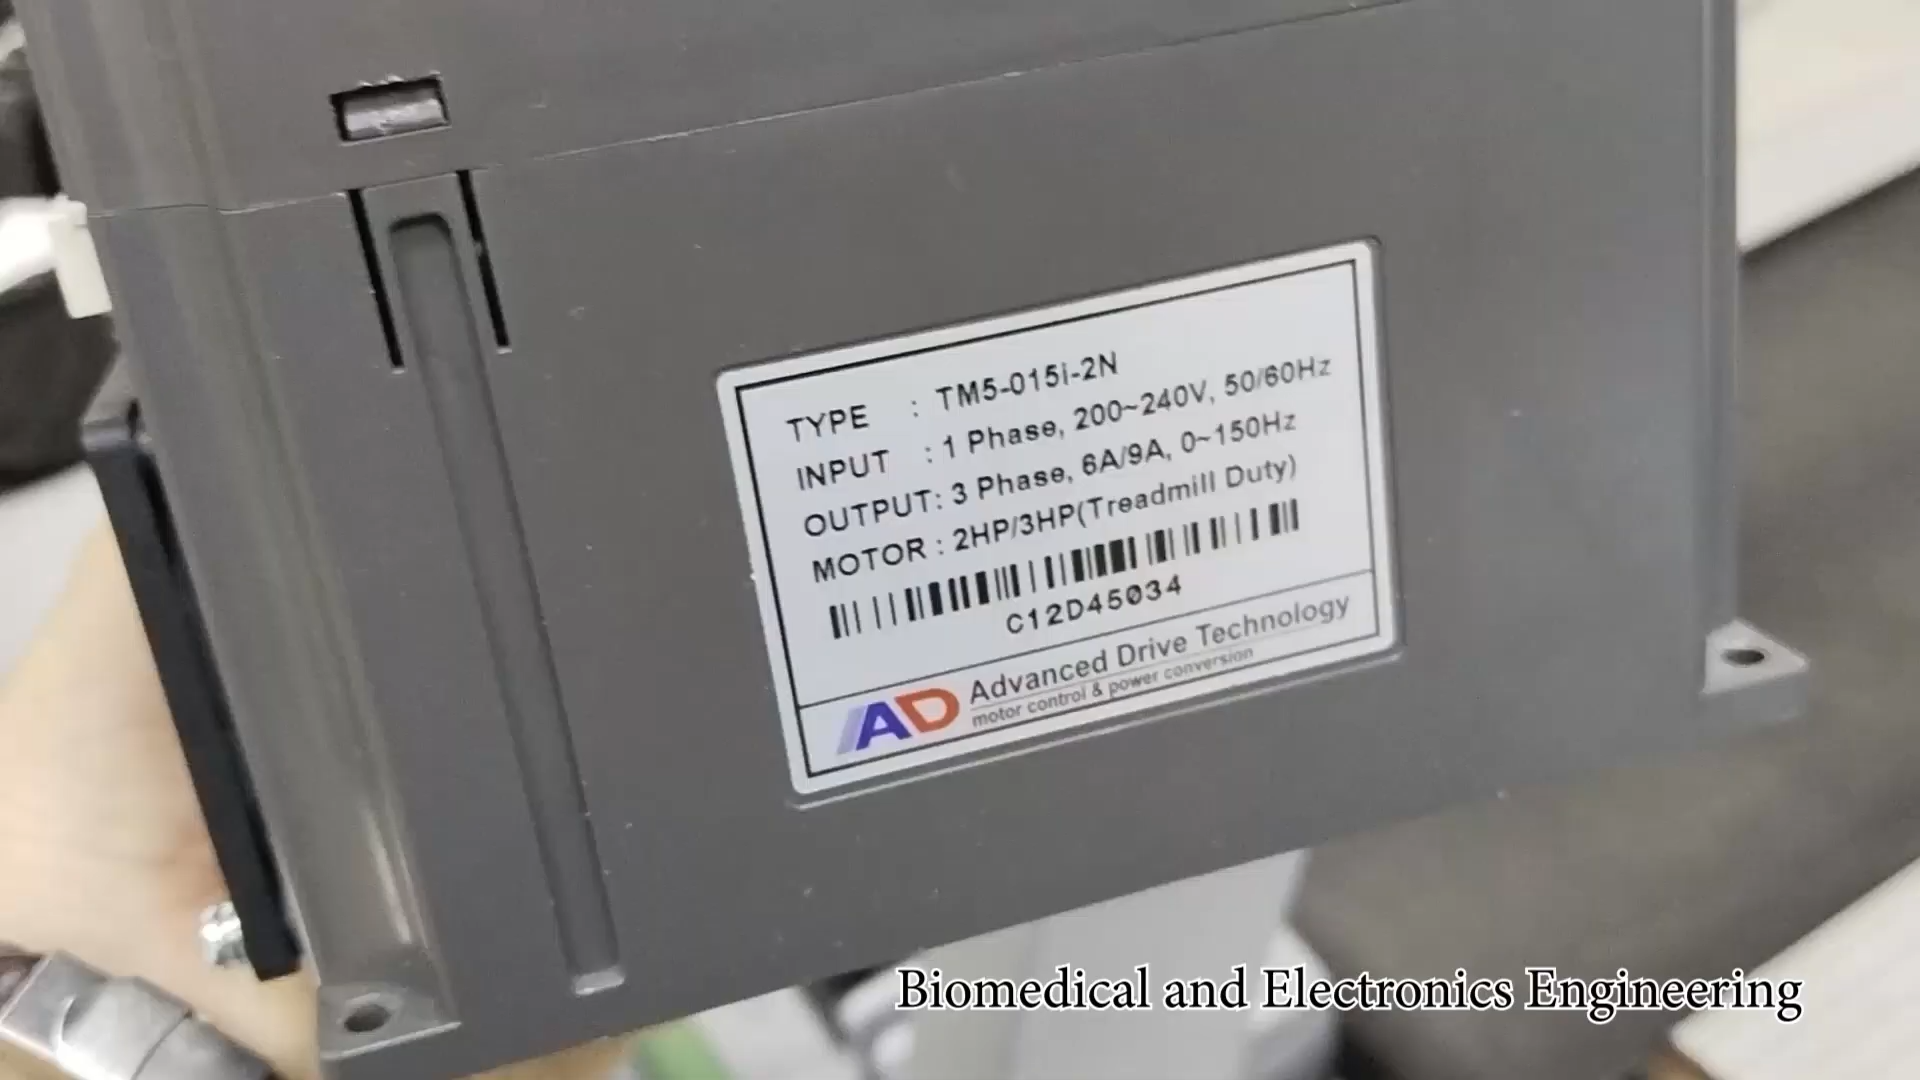 TYPE : TM5-015i-2N
INPUT : 1 Phase, 200~240V, 50/60Hz
OUTPUT: 3 Phase, 6A/9A, 0~150Hz
MOTOR : 2HP/3HP(Treadmill Duty)
C12D45034
AD Advanced Drive Technology
motor control & power conversion
Biomedical and Electronics Engineering